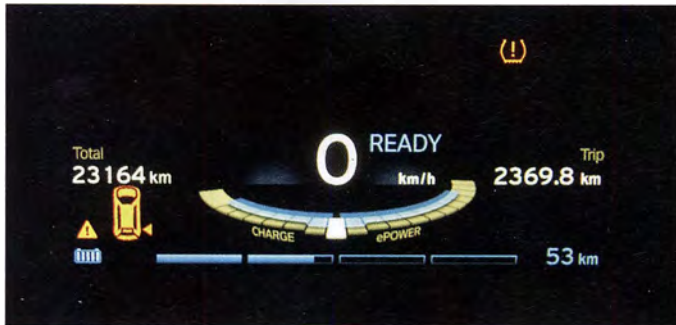 0 READY
km/h
Total
23164 km
Trip
2369.8 km
CHARGE
ePOWER
53 km